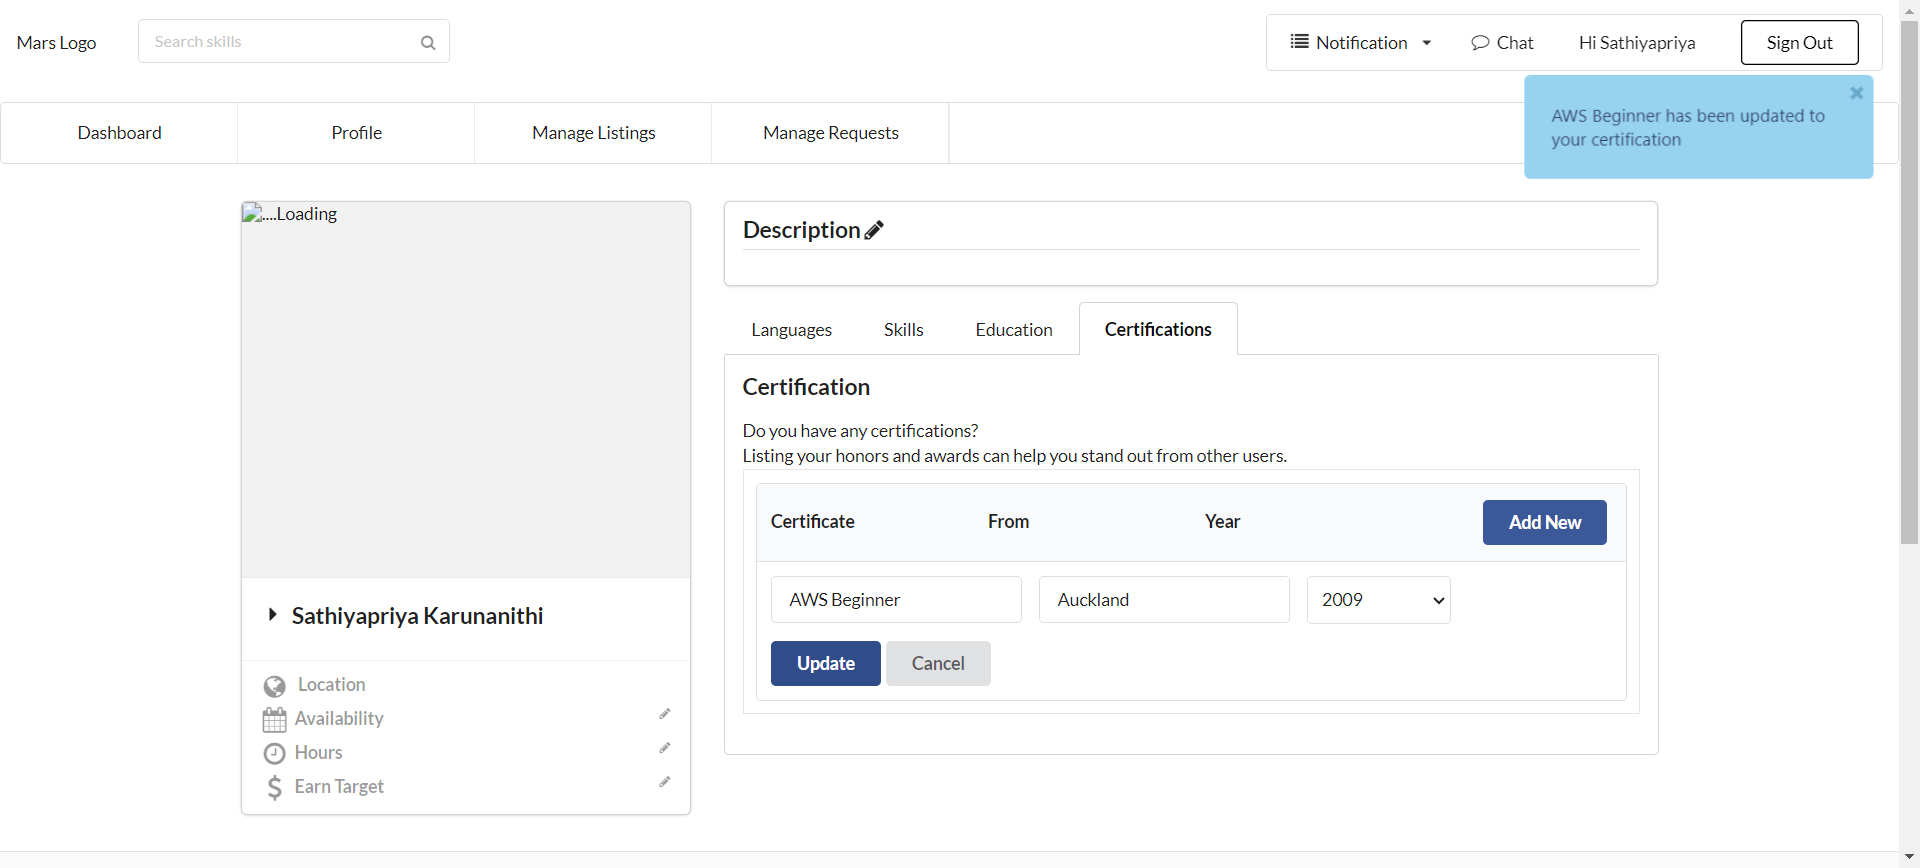 Mars Logo
Search skills
Notification
Chat
Hi Sathiyapriya
Sign Out
AWS Beginner has been updated to
your certification
Dashboard
Profile
Manage Listings
Manage Requests
....Loading
Sathiyapriya Karunanithi
Location
Availability
Hours
Earn Target
Description
Languages
Skills
Education
Certifications
Certification
Do you have any certifications?
Listing your honors and awards can help you stand out from other users.
Certificate
From
Year
Add New
AWS Beginner
Auckland
2009
Update
Cancel